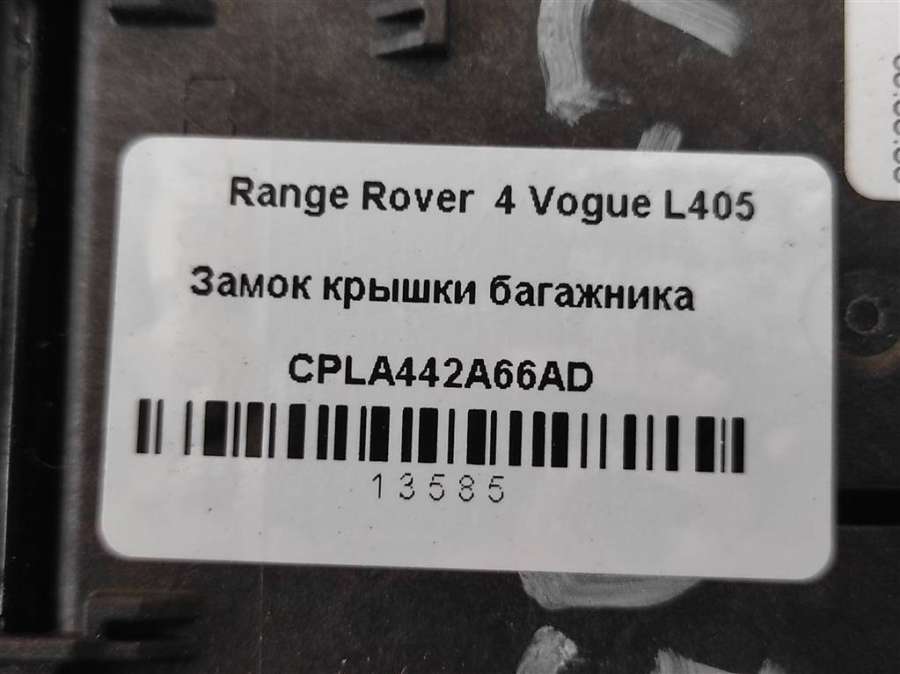 Range Rover 4 Vogue L405
Замок крышки багажника
CPLA442A66AD
13585